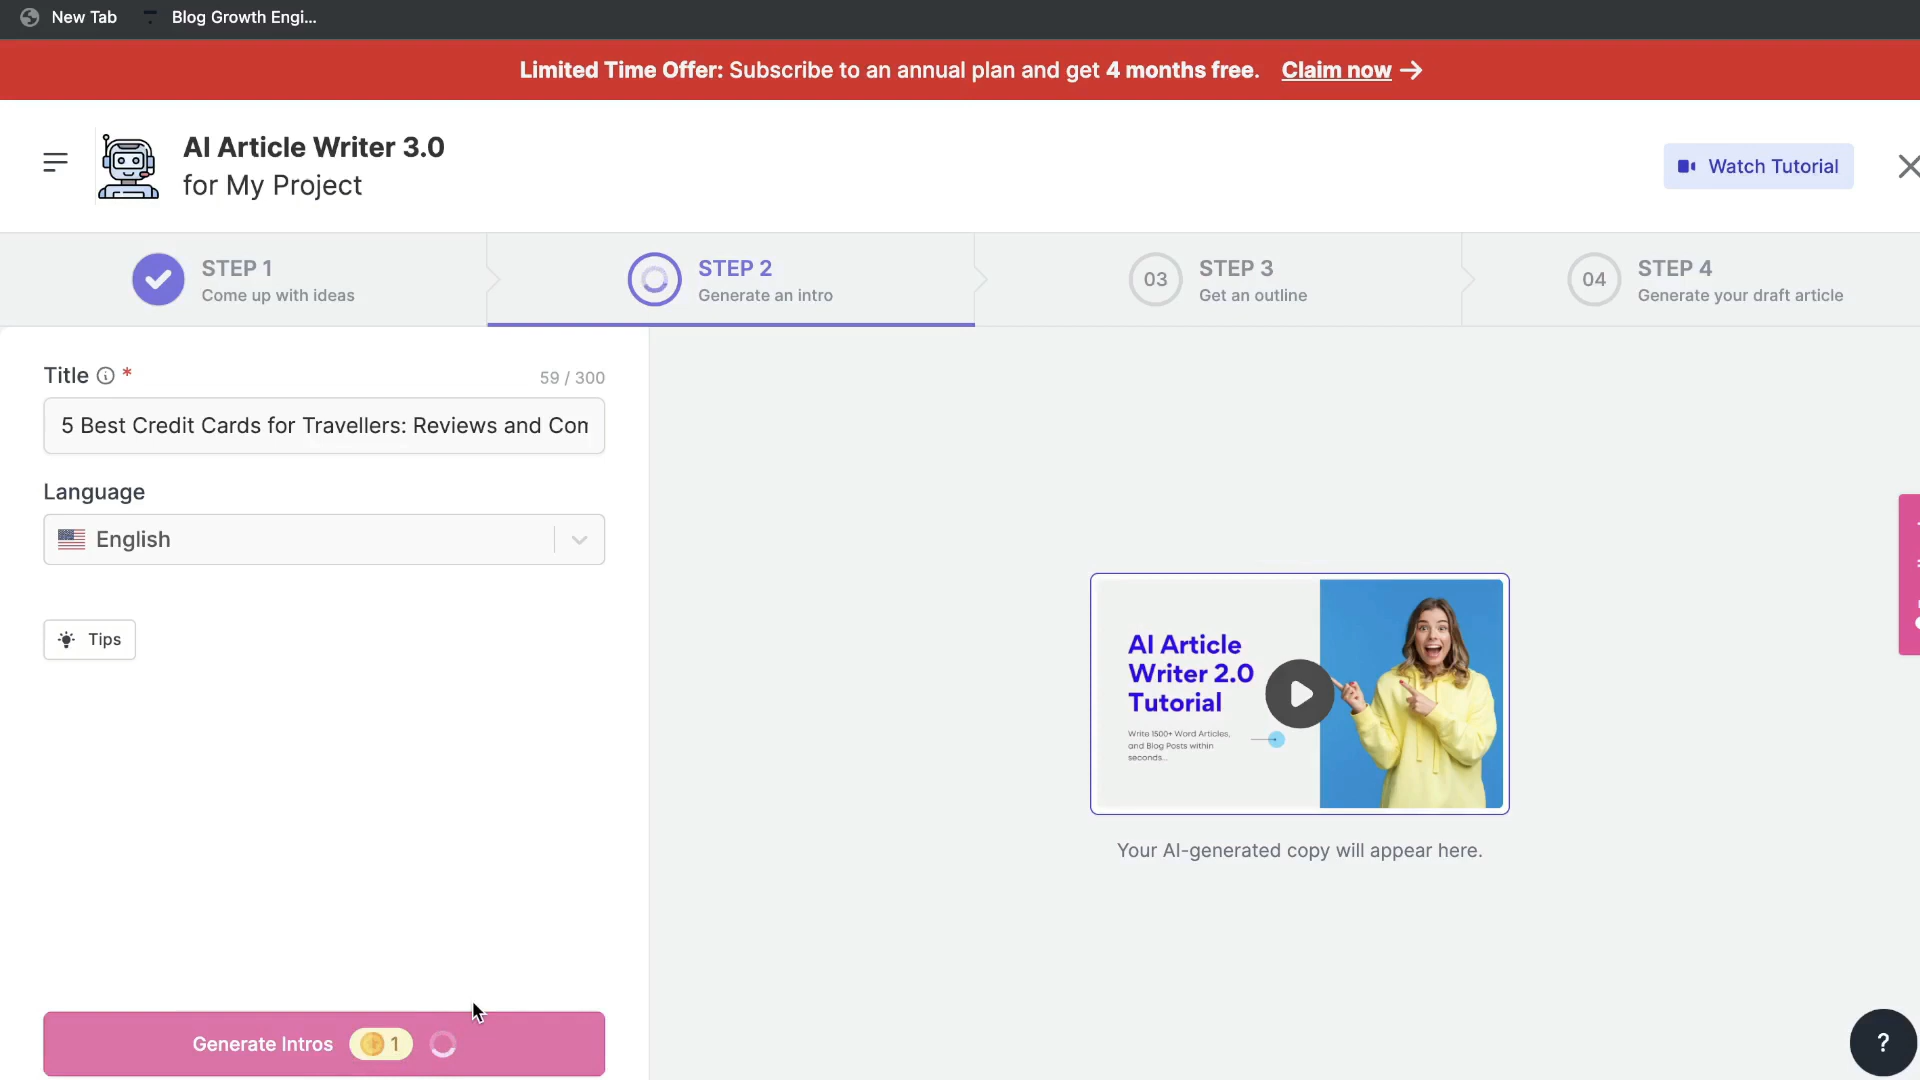 New Tab
Blog Growth Engi...
Limited Time Offer: Subscribe to an annual plan and get 4 months free. Claim now →
AI Article Writer 3.0
for My Project
Watch Tutorial
STEP 1
Come up with ideas
STEP 2
Generate an intro
03
STEP 3
Get an outline
04
STEP 4
Generate your draft article
Title *
59 / 300
5 Best Credit Cards for Travellers: Reviews and Con
Language
English
Tips
AI Article
Writer 2.0
Tutorial
Write 1500+ Word Articles,
and Blog Posts within
seconds...
Your AI-generated copy will appear here.
Generate Intros 1
?